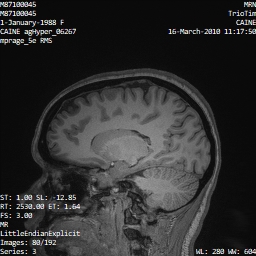 M87100045
MRN
M87100045
TrioTim
1-January-1988 F
CAINE
CAINE agHyper_06267
16-March-2010 11:17:50
mprage_5e RMS
ST: 1.00 SL: -12.85
RT: 2530.00 ET: 1.64
FS: 3.00
MR
LittleEndianExplicit
Images: 80/192
Series: 3
WL: 280 WW: 604